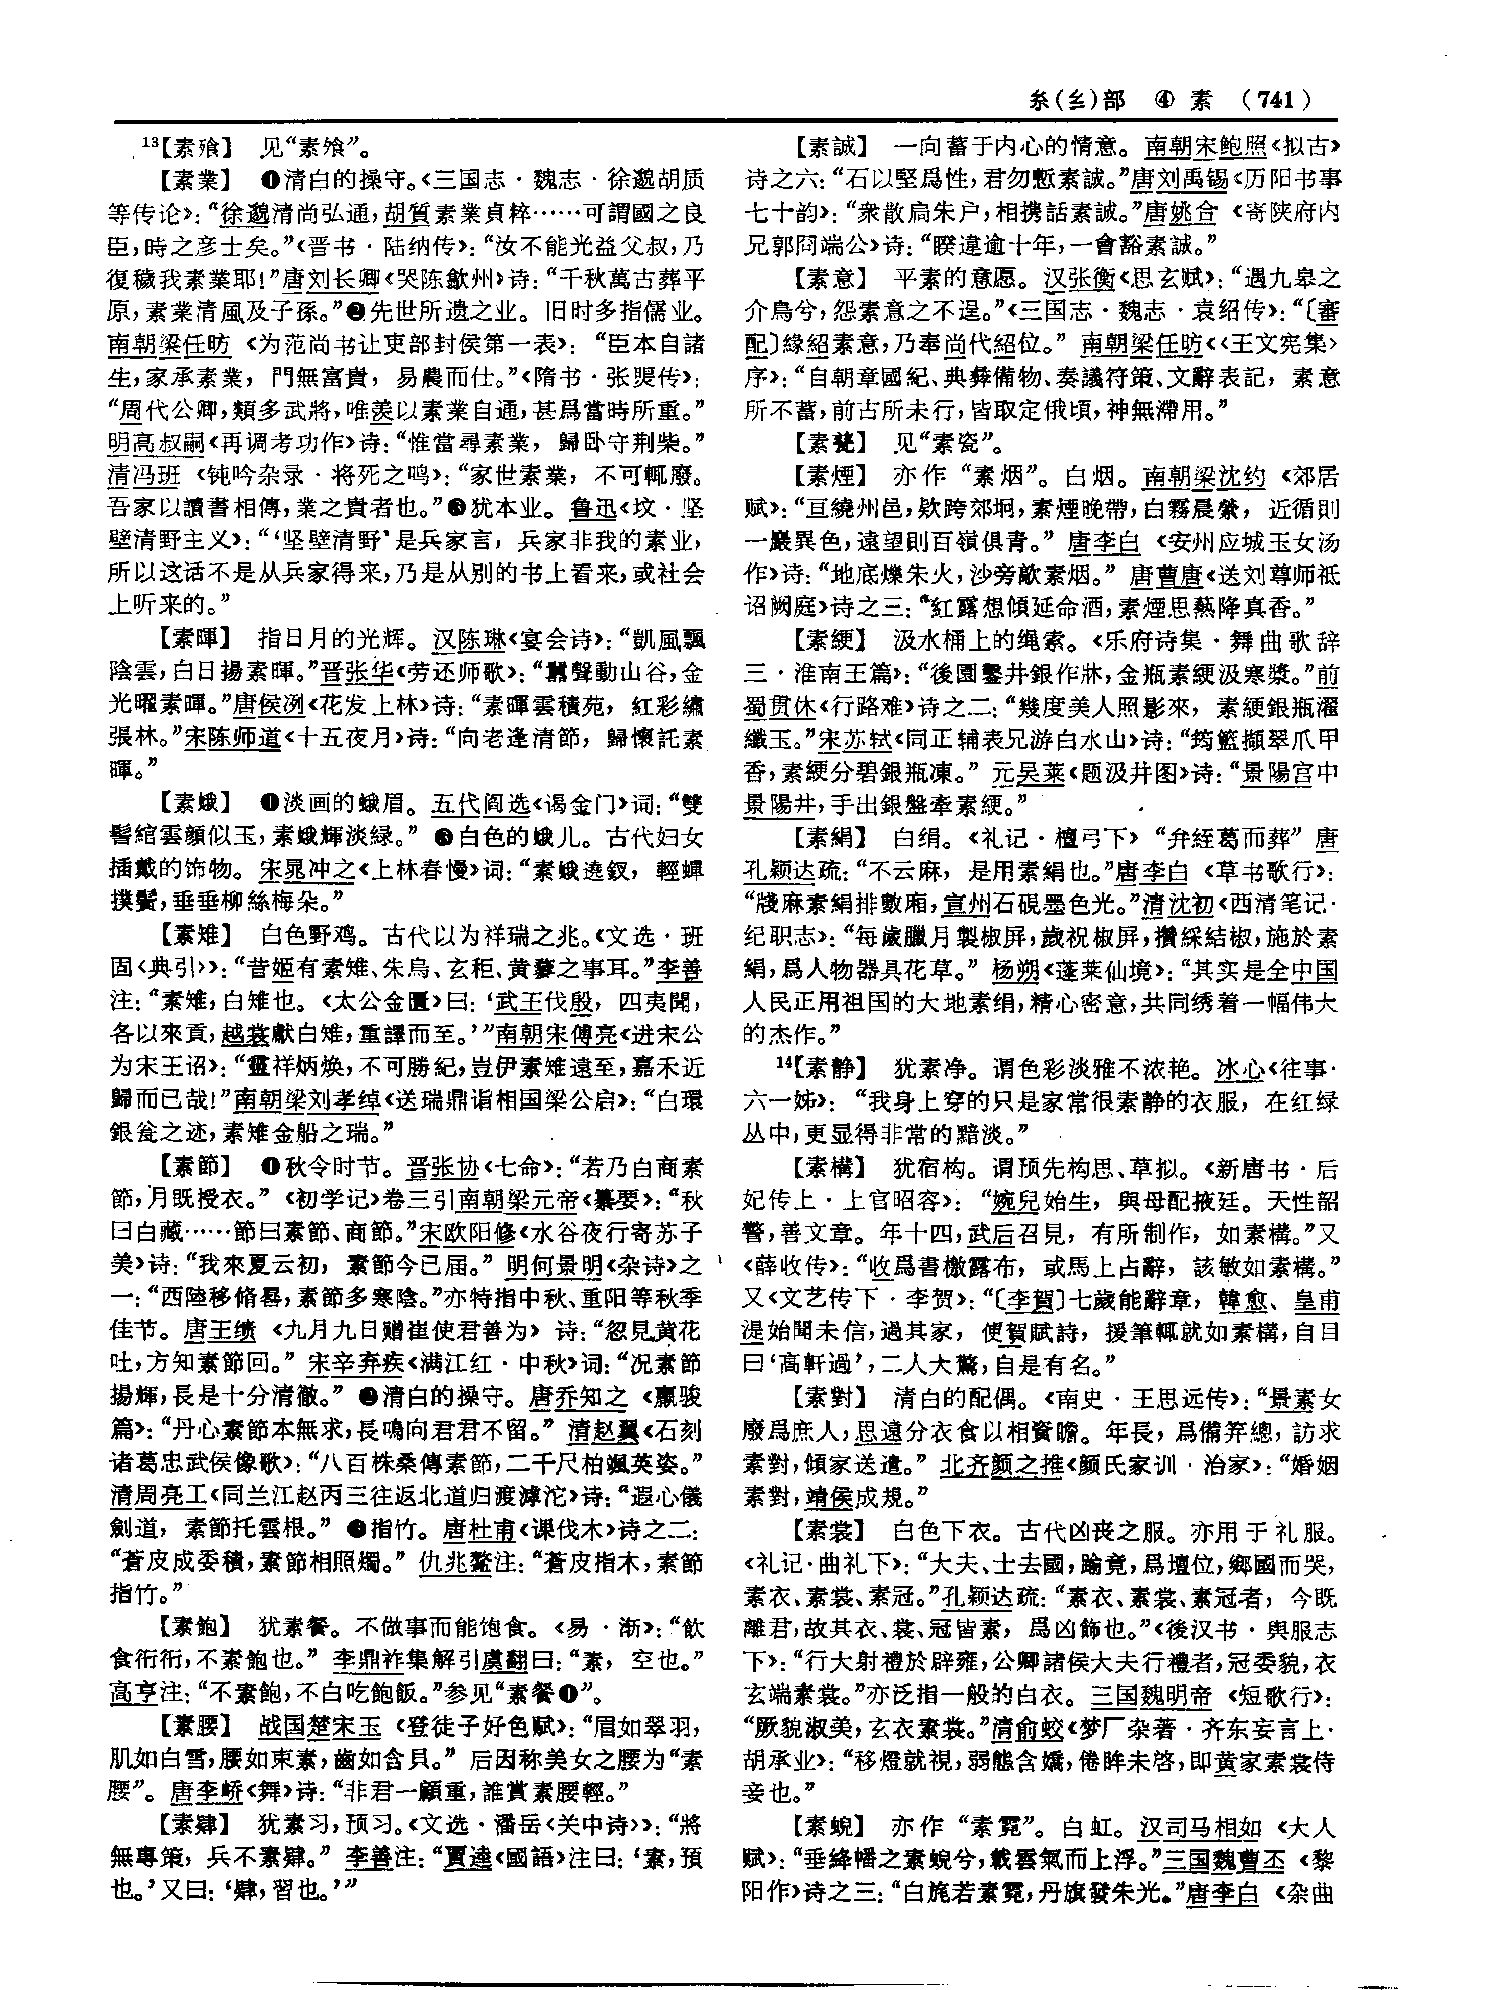 糸(糹)部 ④ 素 (741)
13【素飱】 见“素飧”。
【素業】 ❶清白的操守。《三国志·魏志·徐邈胡质
等传论》：“徐邈清尚弘通，胡質素業貞粹……可謂國之良
臣，時之彦士矣。”《晋书·陆纳传》：“汝不能光益父叔，乃
復穢我素業耶！”唐刘长卿《哭陈歙州》诗：“千秋萬古葬平
原，素業清風及子孫。”❷先世所遗之业。旧时多指儒业。
南朝梁任昉《为范尚书让吏部封侯第一表》：“臣本自諸
生，家承素業，門無富貴，易農而仕。”《隋书·张煚传》：
“周代公卿，類多武將，唯羡以素業自通，甚爲當時所重。”
明高叔嗣《再调考功作》诗：“惟當尋素業，歸卧守荆柴。”
清冯班《钝吟杂录·将死之鸣》：“家世素業，不可輒廢。
吾家以讀書相傳，業之貴者也。”❸犹本业。鲁迅《坟·坚
壁清野主义》：“‘坚壁清野’是兵家言，兵家非我的素业，
所以这话不是从兵家得来，乃是从别的书上看来，或社会
上听来的。”
【素暉】 指日月的光辉。汉陈琳《宴会诗》：“凱風飄
陰雲，白日揚素暉。”晋张华《劳还师歌》：“囂聲動山谷，金
光曜素暉。”唐侯冽《花发上林》诗：“素暉雲積苑，紅彩繡
張林。”宋陈师道《十五夜月》诗：“向老逢清節，歸懷託素
暉。”
【素娥】 ❶淡画的蛾眉。五代阎选《谒金门》词：“雙
髻綰雲顏似玉，素娥輝淡緑。”❷白色的蛾儿。古代妇女
插戴的饰物。宋晁冲之《上林春慢》词：“素蛾遶釵，輕蟬
撲鬢，垂垂柳絲梅朵。”
【素雉】 白色野鸡。古代以为祥瑞之兆。《文选·班
固〈典引〉》：“昔姬有素雉、朱烏、玄秬、黄䅘之事耳。”李善
注：“素雉，白雉也。《太公金匱》曰：‘武王伐殷，四夷聞，
各以來貢，越裳獻白雉，重譯而至。’”南朝宋傅亮《进宋公
为宋王诏》：“靈祥炳焕，不可勝紀，豈伊素雉遠至，嘉禾近
歸而已哉！”南朝梁刘孝绰《送瑞鼎诣相国梁公启》：“白環
銀瓮之迹，素雉金船之瑞。”
【素節】 ❶秋令时节。晋张协《七命》：“若乃白商素
節，月既授衣。”《初学记》卷三引南朝梁元帝《纂要》：“秋
曰白藏……節曰素節、商節。”宋欧阳修《水谷夜行寄苏子
美》诗：“我來夏云初，素節今已届。”明何景明《杂诗》之
一：“西陸移脩晷，素節多寒陰。”亦特指中秋、重阳等秋季
佳节。唐王缋《九月九日赠崔使君善为》诗：“忽見黄花
吐，方知素節回。”宋辛弃疾《满江红·中秋》词：“况素節
揚輝，長是十分清徹。”❷清白的操守。唐乔知之《羸骏
篇》：“丹心素節本無求，長鳴向君君不留。”清赵翼《石刻
诸葛忠武侯像歌》：“八百株桑傳素節，二千尺柏颯英姿。”
清周亮工《同兰江赵丙三往返北道归渡滹沱》诗：“遐心儀
劍道，素節托雲根。”❸指竹。唐杜甫《课伐木》诗之二：
“蒼皮成委積，素節相照燭。”仇兆鳌注：“蒼皮指木，素節
指竹。”
【素飽】 犹素餐。不做事而能饱食。《易·渐》：“飲
食衎衎，不素飽也。”李鼎祚集解引虞翻曰：“素，空也。”
高亨注：“不素飽，不白吃飽飯。”参见“素餐❶”。
【素腰】 战国楚宋玉《登徒子好色赋》：“眉如翠羽，
肌如白雪，腰如束素，齒如含貝。”后因称美女之腰为“素
腰”。唐李峤《舞》诗：“非君一顧重，誰賞素腰輕。”
【素肄】 犹素习，预习。《文选·潘岳〈关中诗〉》：“將
無專策，兵不素肄。”李善注：“賈逵《國語》注曰：‘素，預
也。’又曰：‘肄，習也。’”
【素誠】 一向蓄于内心的情意。南朝宋鲍照《拟古》
诗之六：“石以堅爲性，君勿慙素誠。”唐刘禹锡《历阳书事
七十韵》：“衆散扃朱户，相携話素誠。”唐姚合《寄陕府内
兄郭冏端公》诗：“睽違逾十年，一會豁素誠。”
【素意】 平素的意愿。汉张衡《思玄赋》：“遇九皋之
介鳥兮，怨素意之不逞。”《三国志·魏志·袁绍传》：“〔審
配〕緣紹素意，乃奉尚代紹位。”南朝梁任昉《〈王文宪集〉
序》：“自朝章國紀、典彝備物、奏議符策、文辭表記，素意
所不蓄，前古所未行，皆取定俄頃，神無滯用。”
【素甆】 见“素瓷”。
【素煙】 亦作“素烟”。白烟。南朝梁沈约《郊居
赋》：“亘繞州邑，欵跨郊坰，素煙晚帶，白霧晨縈，近循則
一巖異色，遠望則百嶺俱青。”唐李白《安州应城玉女汤
作》诗：“地底爍朱火，沙旁歊素烟。”唐曹唐《送刘尊师祗
诏阙庭》诗之三：“紅露想傾延命酒，素煙思爇降真香。”
【素綆】 汲水桶上的绳索。《乐府诗集·舞曲歌辞
三·淮南王篇》：“後園鑿井銀作牀，金瓶素綆汲寒漿。”前
蜀贯休《行路难》诗之二：“幾度美人照影來，素綆銀瓶濯
纖玉。”宋苏轼《同正辅表兄游白水山》诗：“筠籃擷翠爪甲
香，素綆分碧銀瓶凍。”元吴莱《题汲井图》诗：“景陽宫中
景陽井，手出銀盤牽素綆。”
【素絹】 白绢。《礼记·檀弓下》“弁絰葛而葬”唐
孔颖达疏：“不云麻，是用素絹也。”唐李白《草书歌行》：
“牋麻素絹排數廂，宣州石硯墨色光。”清沈初《西清笔记·
纪职志》：“每歲臘月製椒屏，歲祝椒屏，攢綵結椒，施於素
絹，爲人物器具花草。”杨朔《蓬莱仙境》：“其实是全中国
人民正用祖国的大地素绢，精心密意，共同绣着一幅伟大
的杰作。”
14【素静】 犹素净。谓色彩淡雅不浓艳。冰心《往事·
六一姊》：“我身上穿的只是家常很素静的衣服，在红绿
丛中，更显得非常的黯淡。”
【素構】 犹宿构。谓预先构思、草拟。《新唐书·后
妃传上·上官昭容》：“婉兒始生，與母配掖廷。天性韶
警，善文章。年十四，武后召見，有所制作，如素構。”又
《薛收传》：“收爲書檄露布，或馬上占辭，該敏如素構。”
又《文艺传下·李贺》：“〔李賀〕七歲能辭章，韓愈、皇甫
湜始聞未信，過其家，使賀賦詩，援筆輒就如素構，自目
曰‘高軒過’，二人大驚，自是有名。”
【素對】 清白的配偶。《南史·王思远传》：“景素女
廢爲庶人，思遠分衣食以相資贍。年長，爲備笄總，訪求
素對，傾家送遣。”北齐颜之推《颜氏家训·治家》：“婚姻
素對，靖侯成規。”
【素裳】 白色下衣。古代凶丧之服。亦用于礼服。
《礼记·曲礼下》：“大夫、士去國，踰竟，爲壇位，鄉國而哭，
素衣、素裳、素冠。”孔颖达疏：“素衣、素裳、素冠者，今既
離君，故其衣、裳、冠皆素，爲凶飾也。”《後汉书·舆服志
下》：“行大射禮於辟雍，公卿諸侯大夫行禮者，冠委貌，衣
玄端素裳。”亦泛指一般的白衣。三国魏明帝《短歌行》：
“厥貌淑美，玄衣素裳。”清俞蛟《梦厂杂著·齐东妄言上·
胡承业》：“移燈就視，弱態含嬌，倦眸未啓，即黄家素裳侍
妾也。”
【素蜺】 亦作“素霓”。白虹。汉司马相如《大人
赋》：“垂絳幡之素蜺兮，載雲氣而上浮。”三国魏曹丕《黎
阳作》诗之三：“白旄若素霓，丹旗發朱光。”唐李白《杂曲